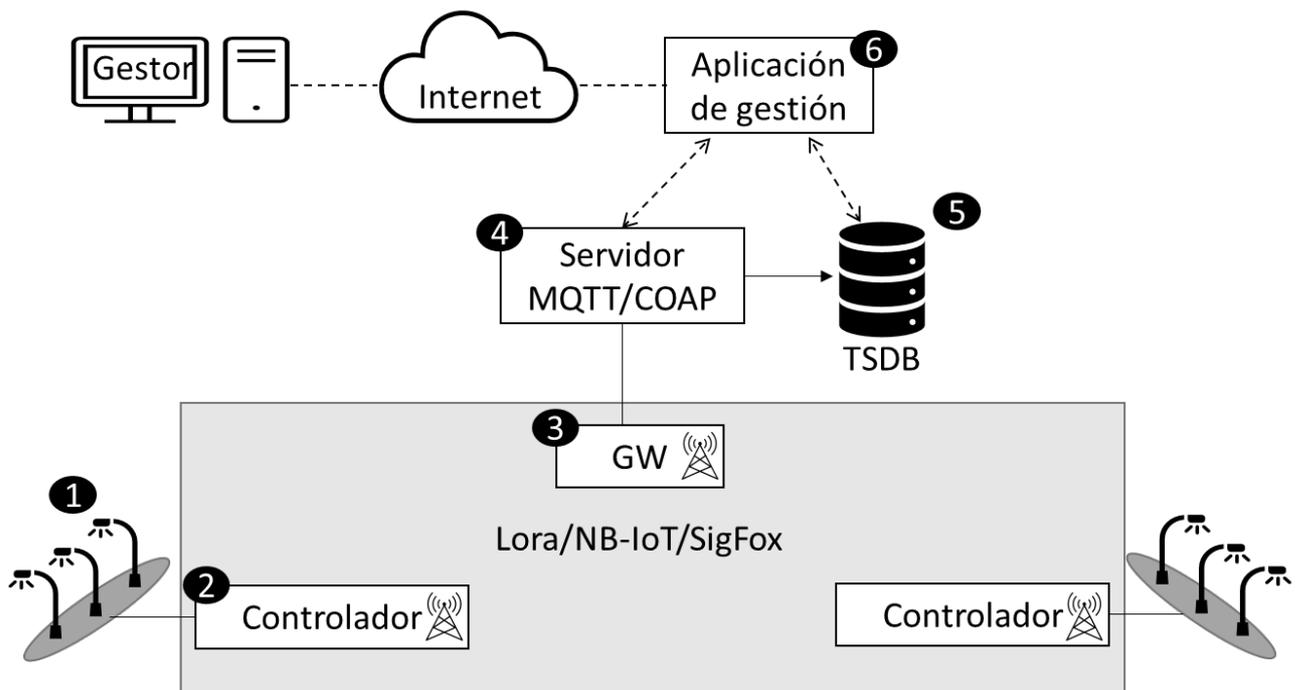 Gestor
Internet
6
Aplicación
de gestión
4
Servidor
MQTT/COAP
5
TSDB
3
GW
Lora/NB-IoT/SigFox
1
2
Controlador
Controlador